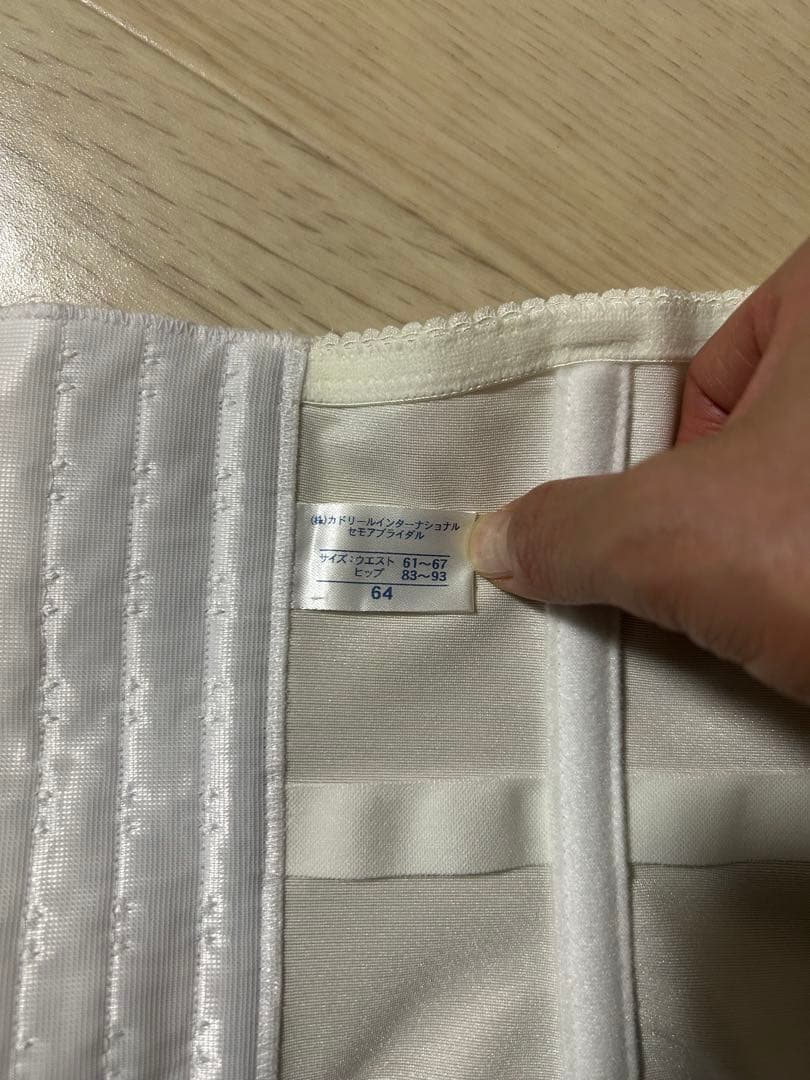 (株)カドリールインターナショナル
セモアブライダル
サイズ:ウエスト 61〜67
ヒップ 83〜93
64